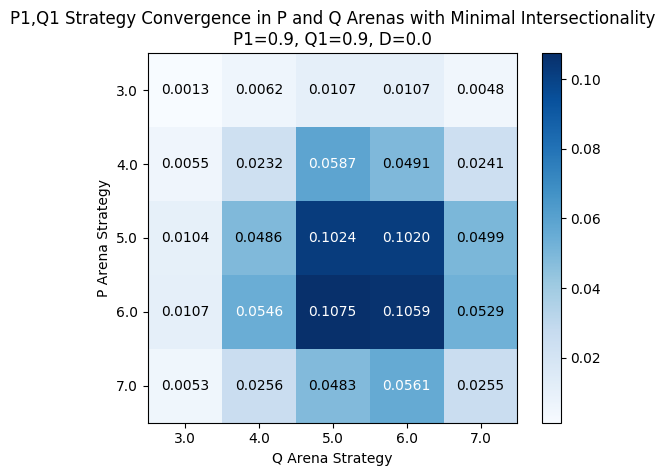 P1,Q1 Strategy Convergence in P and Q Arenas with Minimal Intersectionality
P1=0.9, Q1=0.9, D=0.0
3.0 0.0013 0.0062 0.0107 0.0107 0.0048
4.0 0.0055 0.0232 0.0587 0.0491 0.0241
5.0 0.0104 0.0486 0.1024 0.1020 0.0499
6.0 0.0107 0.0546 0.1075 0.1059 0.0529
7.0 0.0053 0.0256 0.0483 0.0561 0.0255
3.0 4.0 5.0 6.0 7.0
P Arena Strategy
Q Arena Strategy
0.10
0.08
0.06
0.04
0.02